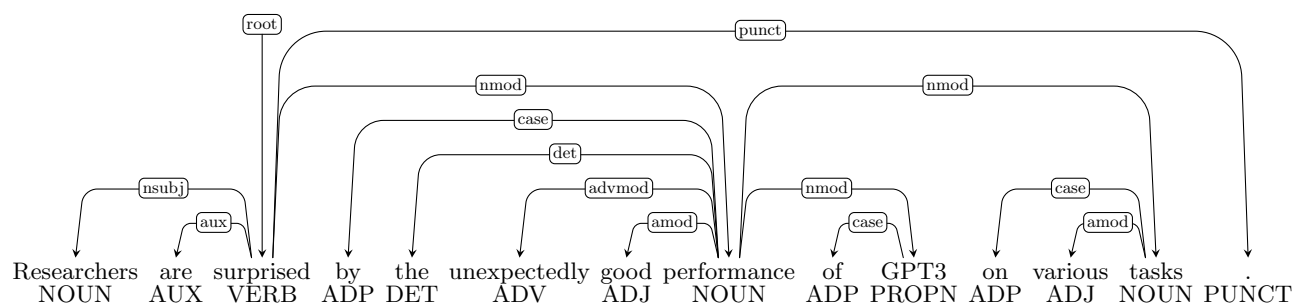 root
punct
nmod nmod
case
det
nsubj advmod nmod case
aux amod case amod
Researchers are surprised by the unexpectedly good performance of GPT3 on various tasks .
NOUN AUX VERB ADP DET ADV ADJ NOUN ADP PROPN ADP ADJ NOUN PUNCT